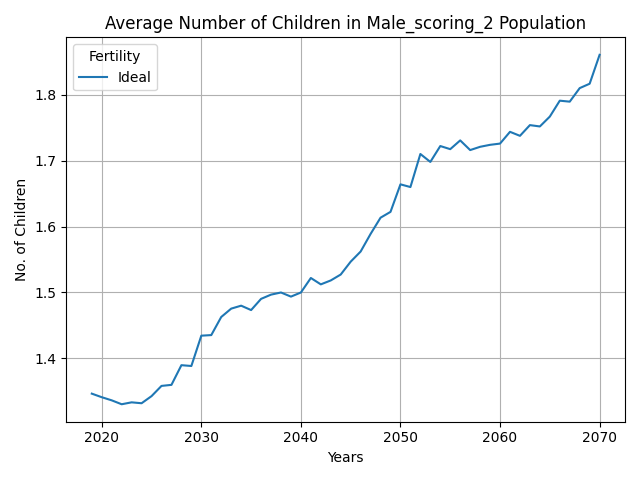 Average Number of Children in Male_scoring_2 Population
Fertility
Ideal
No. of Children
1.8
1.7
1.6
1.5
1.4
2020 2030 2040 2050 2060 2070
Years